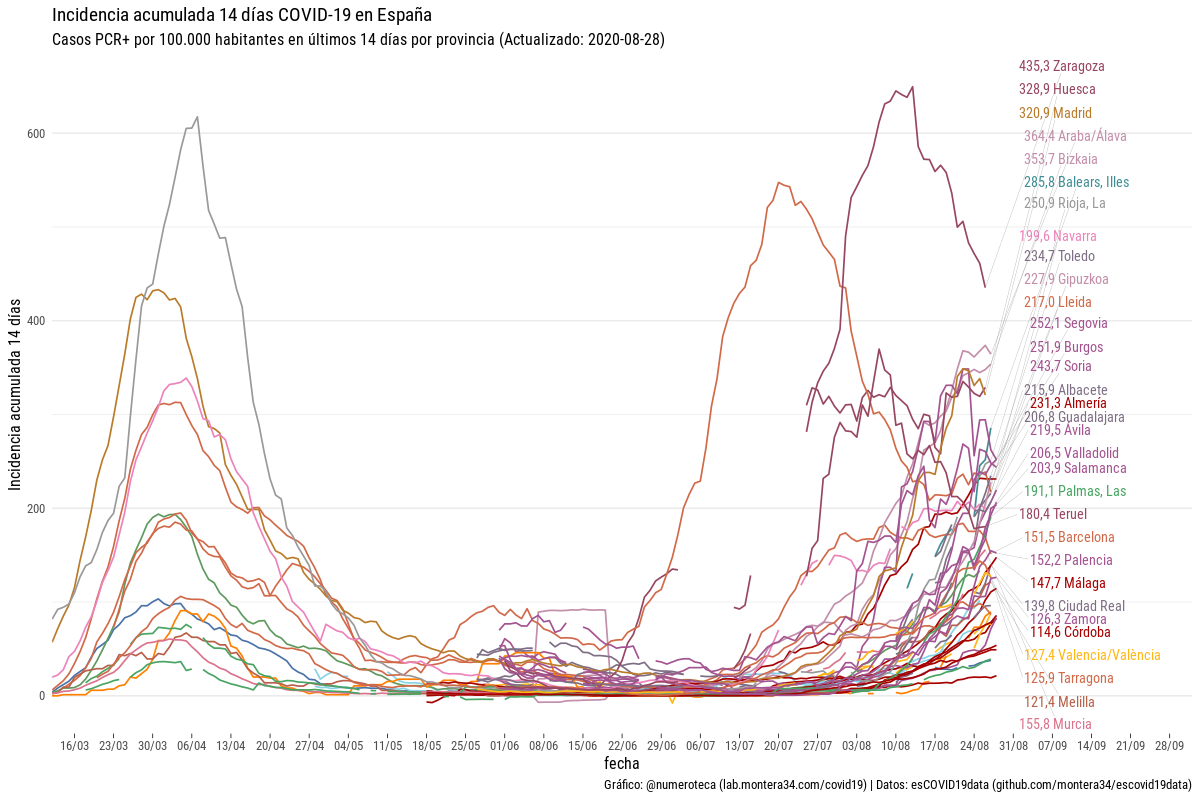 Incidencia acumulada 14 días COVID-19 en España
Casos PCR+ por 100.000 habitantes en últimos 14 días por provincia (Actualizado: 2020-08-28)
435,3 Zaragoza
328,9 Huesca
320,9 Madrid
364,4 Araba/Álava
353,7 Bizkaia
285,8 Balears, Illes
250,9 Rioja, La
199,6 Navarra
234,7 Toledo
227,9 Gipuzkoa
217,0 Lleida
252,1 Segovia
251,9 Burgos
243,7 Soria
215,9 Albacete
231,3 Almería
206,8 Guadalajara
219,5 Ávila
206,5 Valladolid
203,9 Salamanca
191,1 Palmas, Las
180,4 Teruel
151,5 Barcelona
152,2 Palencia
147,7 Málaga
139,8 Ciudad Real
126,3 Zamora
114,6 Córdoba
127,4 Valencia/València
125,9 Tarragona
121,4 Melilla
155,8 Murcia
600
400
200
0
Incidencia acumulada 14 días
16/03 23/03 30/03 06/04 13/04 20/04 27/04 04/05 11/05 18/05 25/05 01/06 08/06 15/06 22/06 29/06 06/07 13/07 20/07 27/07 03/08 10/08 17/08 24/08 31/08 07/09 14/09 21/09 28/09
fecha
Gráfico: @numeroteca (lab.montera34.com/covid19) | Datos: esCOVID19data (github.com/montera34/escovid19data)